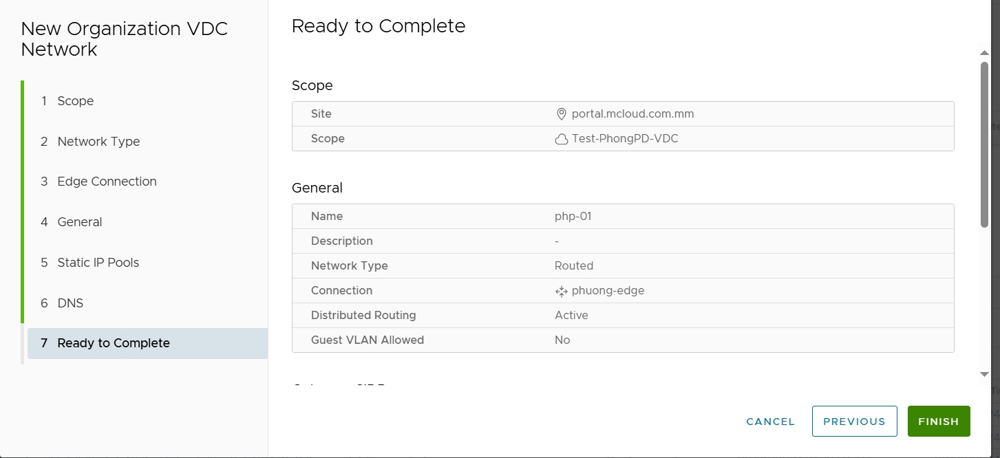 New Organization VDC
Network
1 Scope
2 Network Type
3 Edge Connection
4 General
5 Static IP Pools
6 DNS
7 Ready to Complete
Ready to Complete
Scope
Site portal.mcloud.com.mm
Scope Test-PhongPD-VDC
General
Name php-01
Description -
Network Type Routed
Connection phuong-edge
Distributed Routing Active
Guest VLAN Allowed No
CANCEL PREVIOUS FINISH